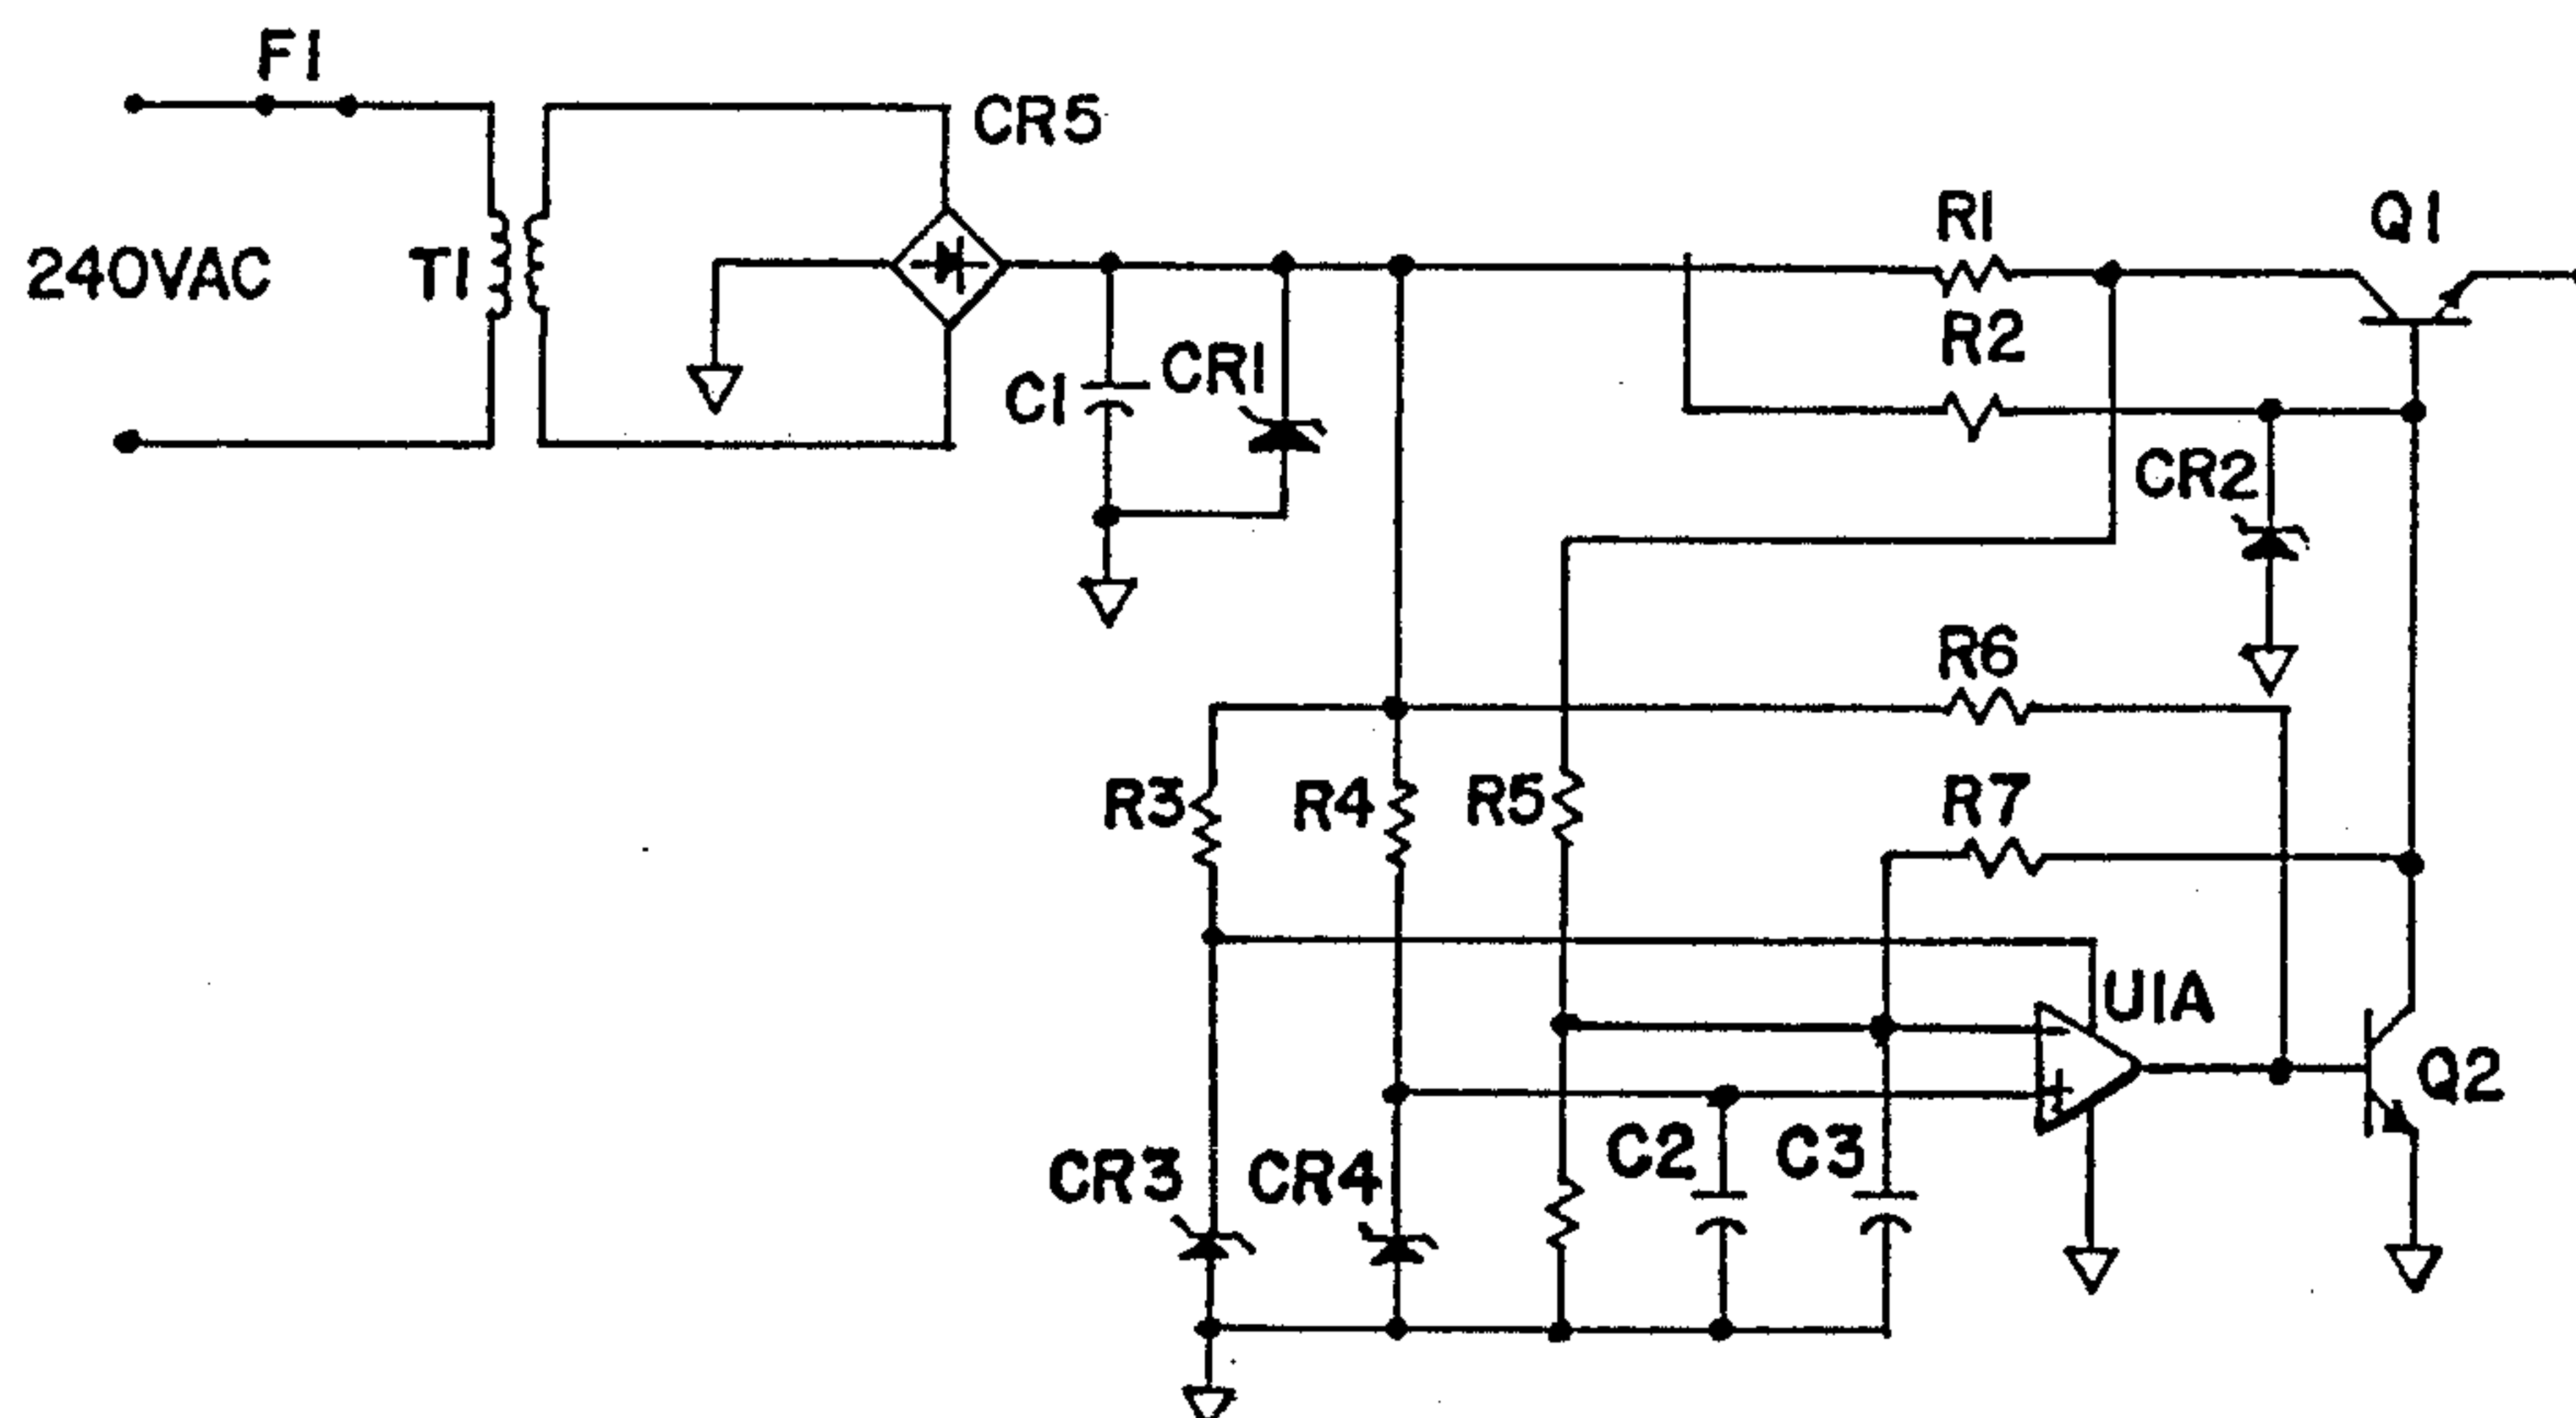 F1
CR5
240VAC
T1
R1
Q1
R2
C1
CR1
CR2
R6
R3
R4
R5
R7
U1A
Q2
C2
C3
CR3
CR4
−
+